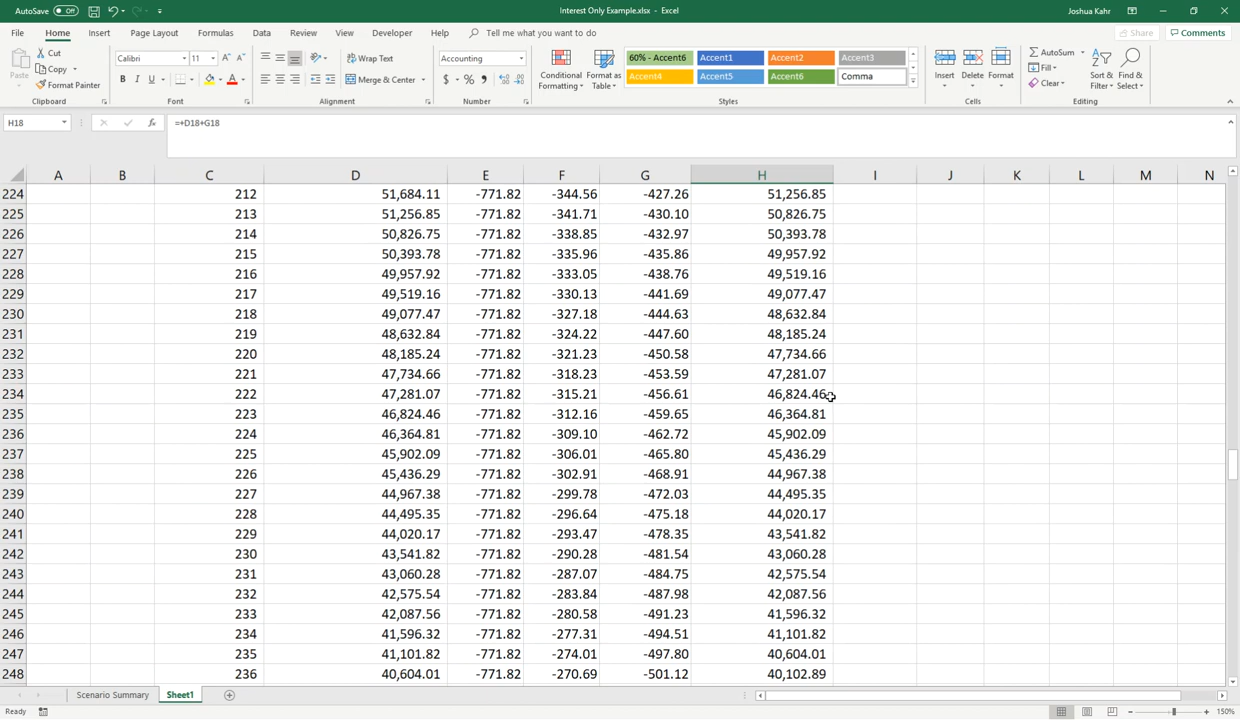 AutoSave Off Interest Only Example.xlsx - Excel Joshua Kahr
File Home Insert Page Layout Formulas Data Review View Developer Help Tell me what you want to do Share Comments
Cut Calibri 11 Wrap Text Accounting 60% - Accent6 Accent1 Accent2 Accent3 AutoSum
Paste Copy Conditional Format as Insert Delete Format Fill Sort & Find &
Format Painter B I U Merge & Center $ % Formatting Table Accent4 Accent5 Accent6 Comma Clear Filter Select
Clipboard Font Alignment Number Styles Cells Editing
H18 fx =+D18+G18
A B C D E F G H I J K L M N
224 212 51,684.11 -771.82 -344.56 -427.26 51,256.85
225 213 51,256.85 -771.82 -341.71 -430.10 50,826.75
226 214 50,826.75 -771.82 -338.85 -432.97 50,393.78
227 215 50,393.78 -771.82 -335.96 -435.86 49,957.92
228 216 49,957.92 -771.82 -333.05 -438.76 49,519.16
229 217 49,519.16 -771.82 -330.13 -441.69 49,077.47
230 218 49,077.47 -771.82 -327.18 -444.63 48,632.84
231 219 48,632.84 -771.82 -324.22 -447.60 48,185.24
232 220 48,185.24 -771.82 -321.23 -450.58 47,734.66
233 221 47,734.66 -771.82 -318.23 -453.59 47,281.07
234 222 47,281.07 -771.82 -315.21 -456.61 46,824.46
235 223 46,824.46 -771.82 -312.16 -459.65 46,364.81
236 224 46,364.81 -771.82 -309.10 -462.72 45,902.09
237 225 45,902.09 -771.82 -306.01 -465.80 45,436.29
238 226 45,436.29 -771.82 -302.91 -468.91 44,967.38
239 227 44,967.38 -771.82 -299.78 -472.03 44,495.35
240 228 44,495.35 -771.82 -296.64 -475.18 44,020.17
241 229 44,020.17 -771.82 -293.47 -478.35 43,541.82
242 230 43,541.82 -771.82 -290.28 -481.54 43,060.28
243 231 43,060.28 -771.82 -287.07 -484.75 42,575.54
244 232 42,575.54 -771.82 -283.84 -487.98 42,087.56
245 233 42,087.56 -771.82 -280.58 -491.23 41,596.32
246 234 41,596.32 -771.82 -277.31 -494.51 41,101.82
247 235 41,101.82 -771.82 -274.01 -497.80 40,604.01
248 236 40,604.01 -771.82 -270.69 -501.12 40,102.89
Scenario Summary Sheet1
Ready 150%